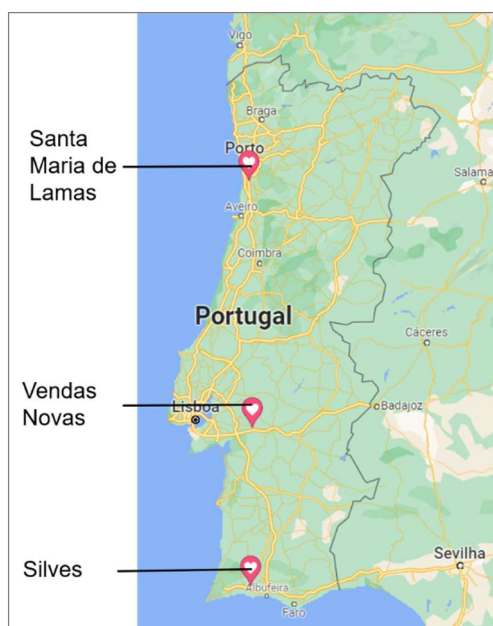 Vigo
Braga
Santa
Maria de
Lamas
Porto
Salama
Aveiro
Coimbra
Portugal
Cáceres
Vendas
Novas
Lisboa
Badajoz
Silves
Sevilha
Albufeira
Faro